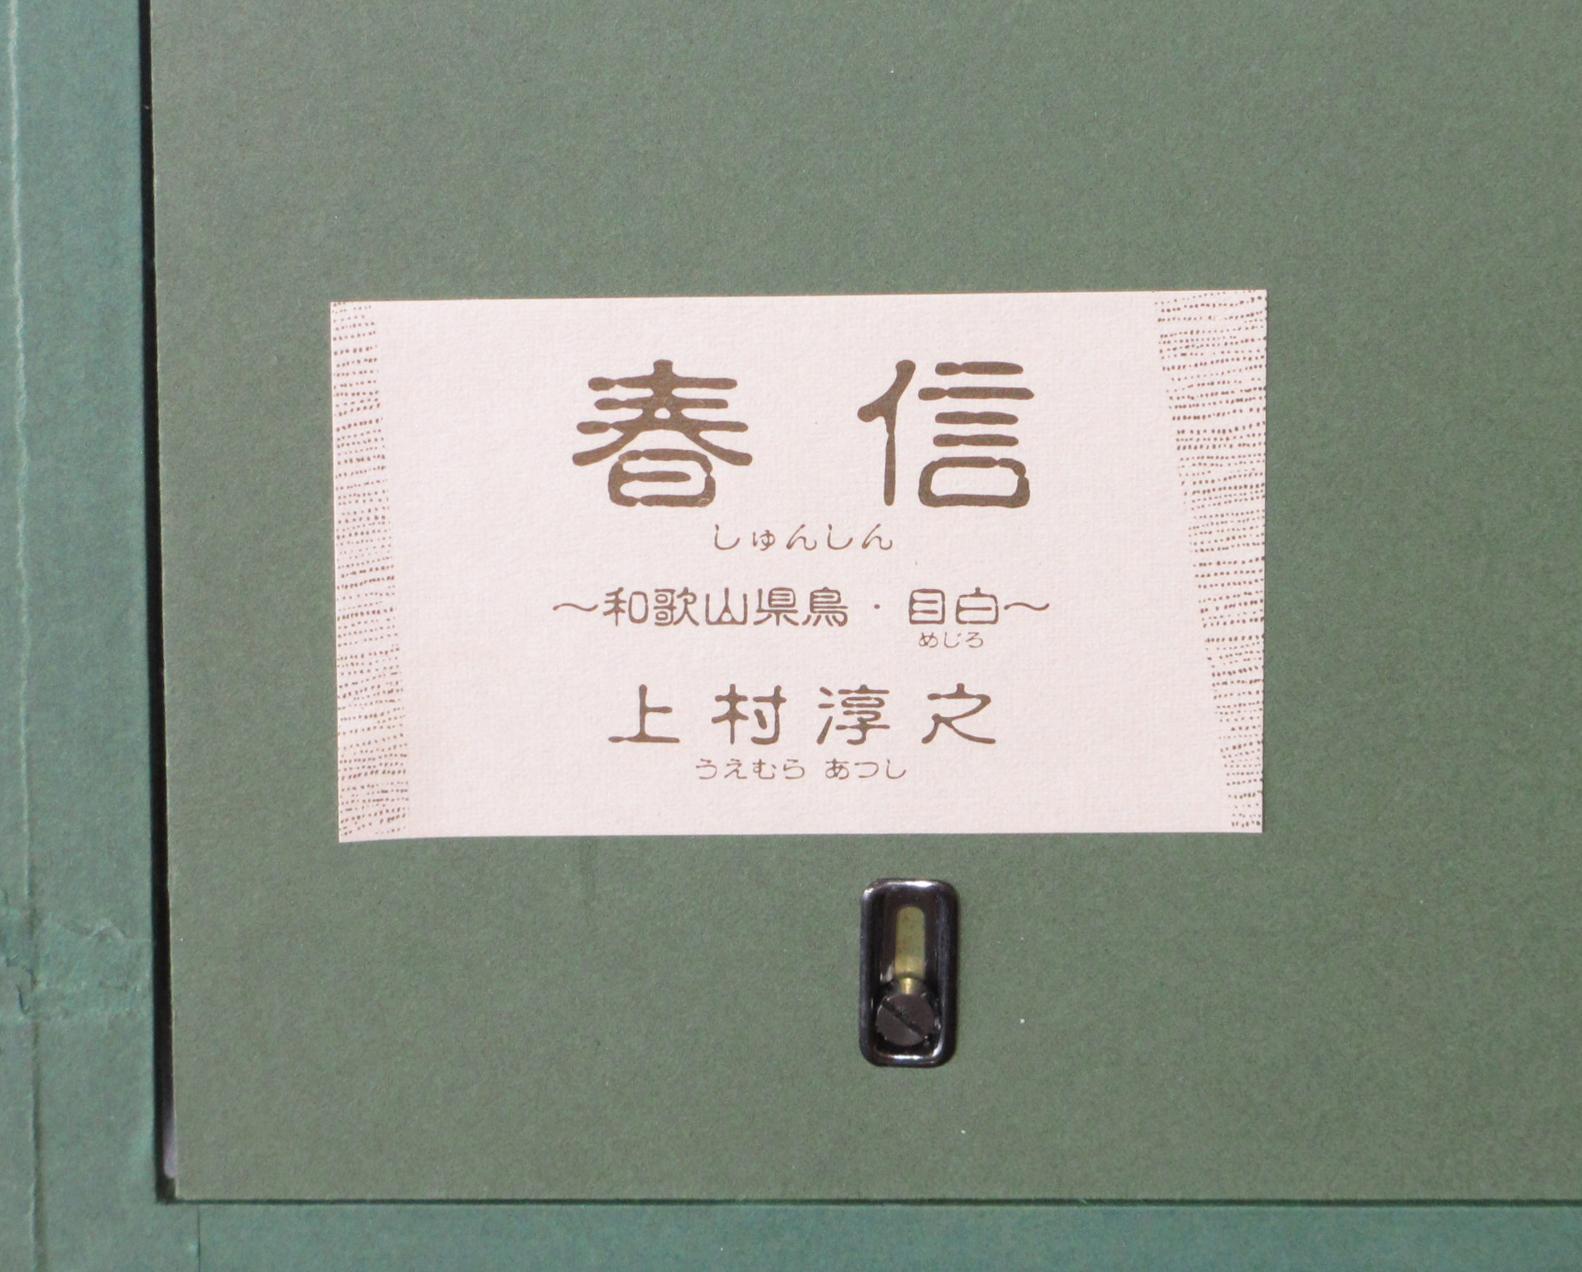 春 信
しゅんしん
～和歌山県鳥・目白～
めじろ
上村淳之
うえむら あつし